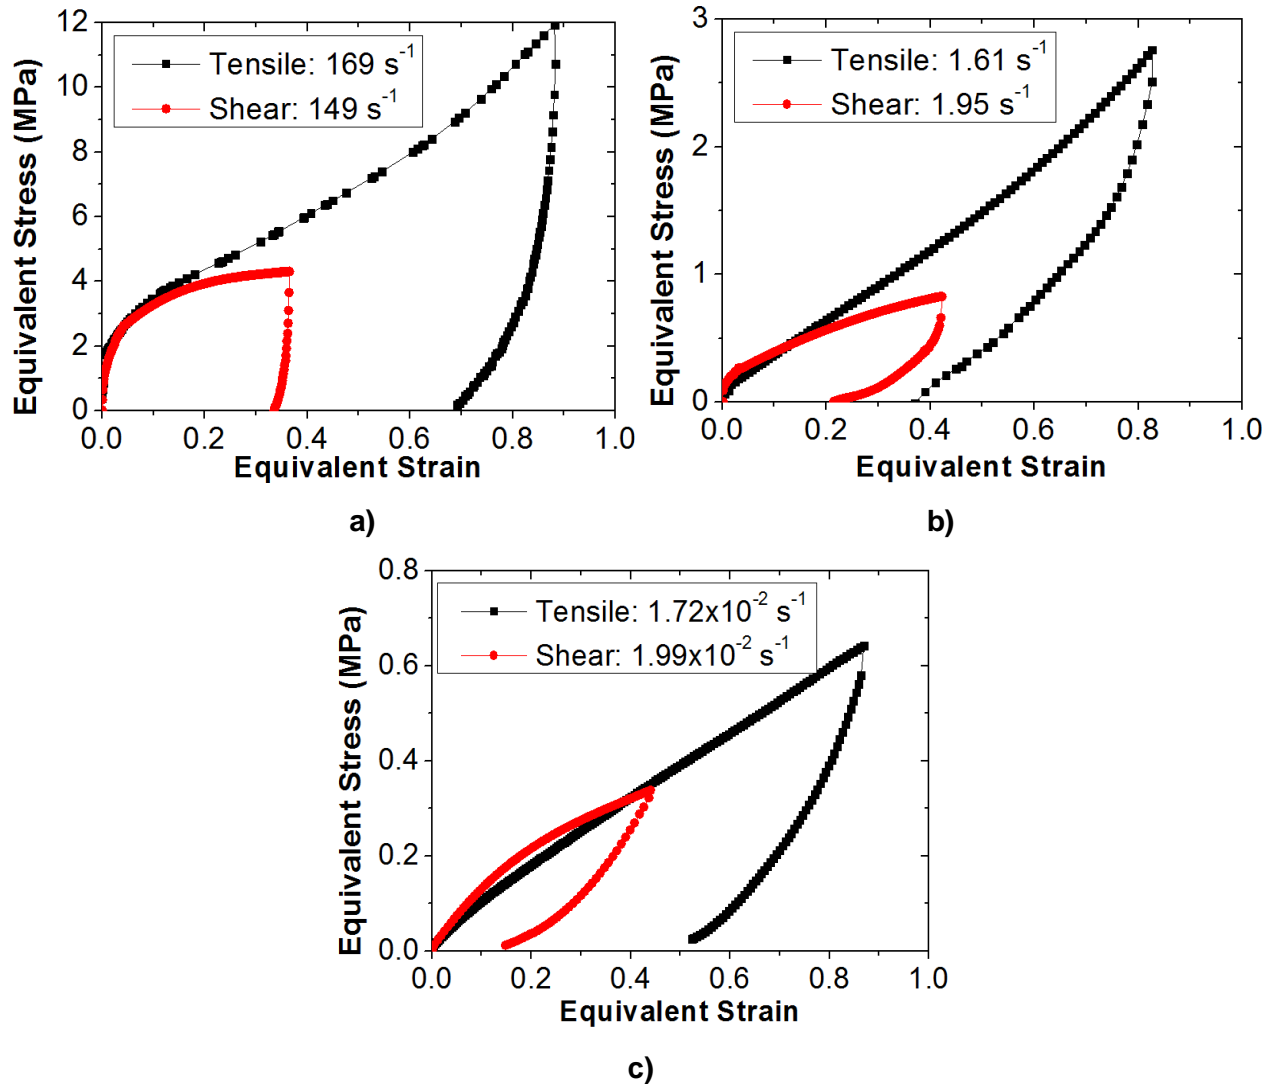 12
10
8
6
4
2
0
Equivalent Stress (MPa)
Tensile: 169 s⁻¹
Shear: 149 s⁻¹
0.0 0.2 0.4 0.6 0.8 1.0
Equivalent Strain
a)
3
2
1
0
Equivalent Stress (MPa)
Tensile: 1.61 s⁻¹
Shear: 1.95 s⁻¹
0.0 0.2 0.4 0.6 0.8 1.0
Equivalent Strain
b)
0.8
0.6
0.4
0.2
0.0
Equivalent Stress (MPa)
Tensile: 1.72x10⁻² s⁻¹
Shear: 1.99x10⁻² s⁻¹
0.0 0.2 0.4 0.6 0.8 1.0
Equivalent Strain
c)